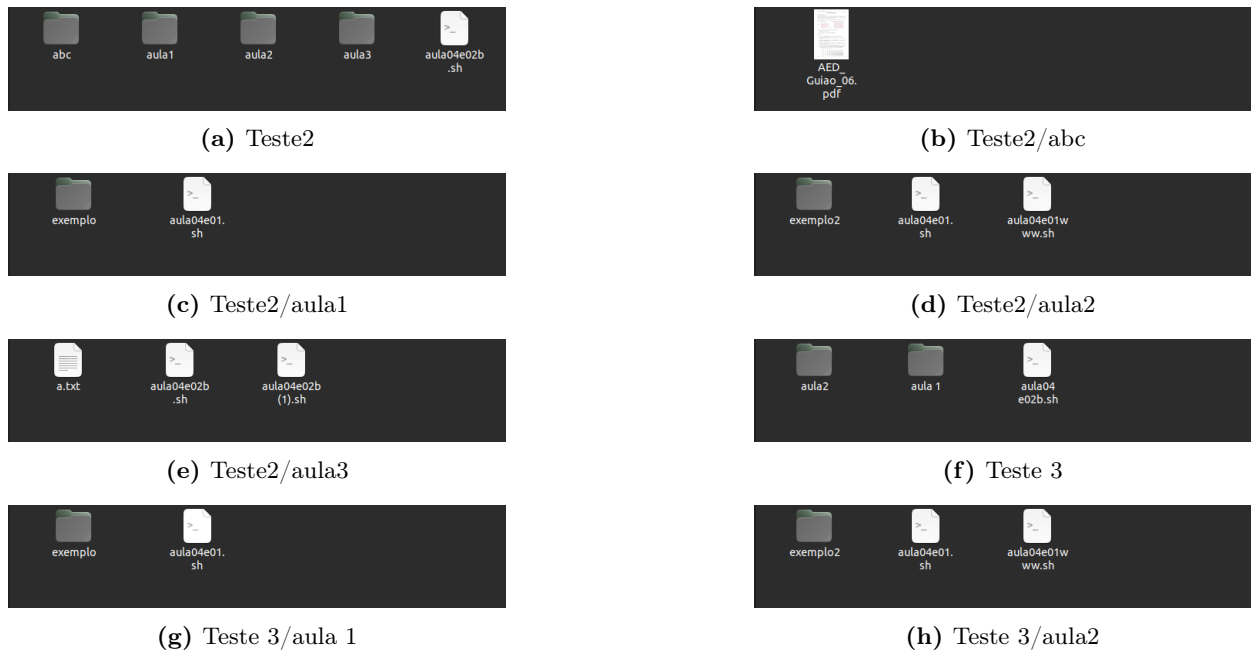 abc
aula1
aula2
aula3
aula04e02b
.sh
(a) Teste2
AED_
Guiao_06.
pdf
(b) Teste2/abc
exemplo
aula04e01.
sh
(c) Teste2/aula1
exemplo2
aula04e01.
sh
aula04e01w
ww.sh
(d) Teste2/aula2
a.txt
aula04e02b
.sh
aula04e02b
(1).sh
(e) Teste2/aula3
aula2
aula 1
aula04
e02b.sh
(f) Teste 3
exemplo
aula04e01.
sh
(g) Teste 3/aula 1
exemplo2
aula04e01.
sh
aula04e01w
ww.sh
(h) Teste 3/aula2